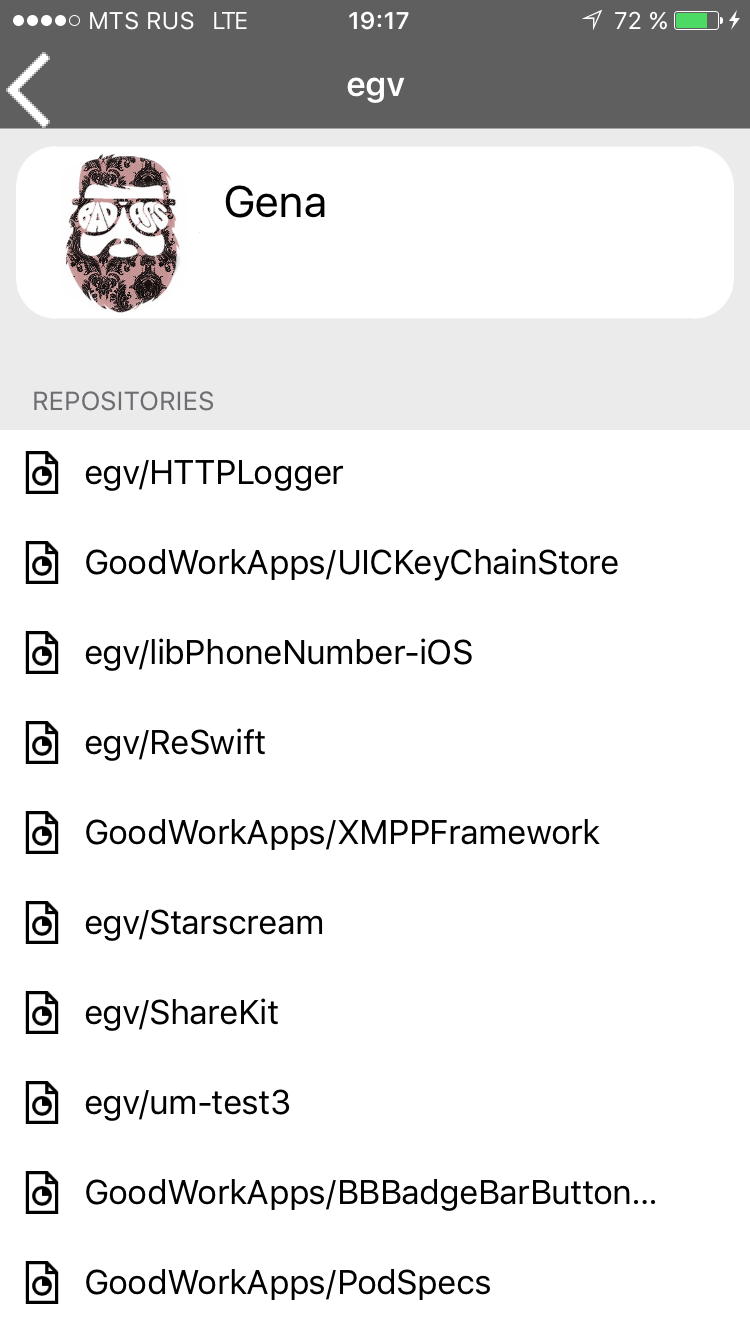 MTS RUS LTE 19:17 72 %
egv
BAD APPS
Gena
REPOSITORIES
egv/HTTPLogger
GoodWorkApps/UICKeyChainStore
egv/libPhoneNumber-iOS
egv/ReSwift
GoodWorkApps/XMPPFramework
egv/Starscream
egv/ShareKit
egv/um-test3
GoodWorkApps/BBBadgeBarButton...
GoodWorkApps/PodSpecs